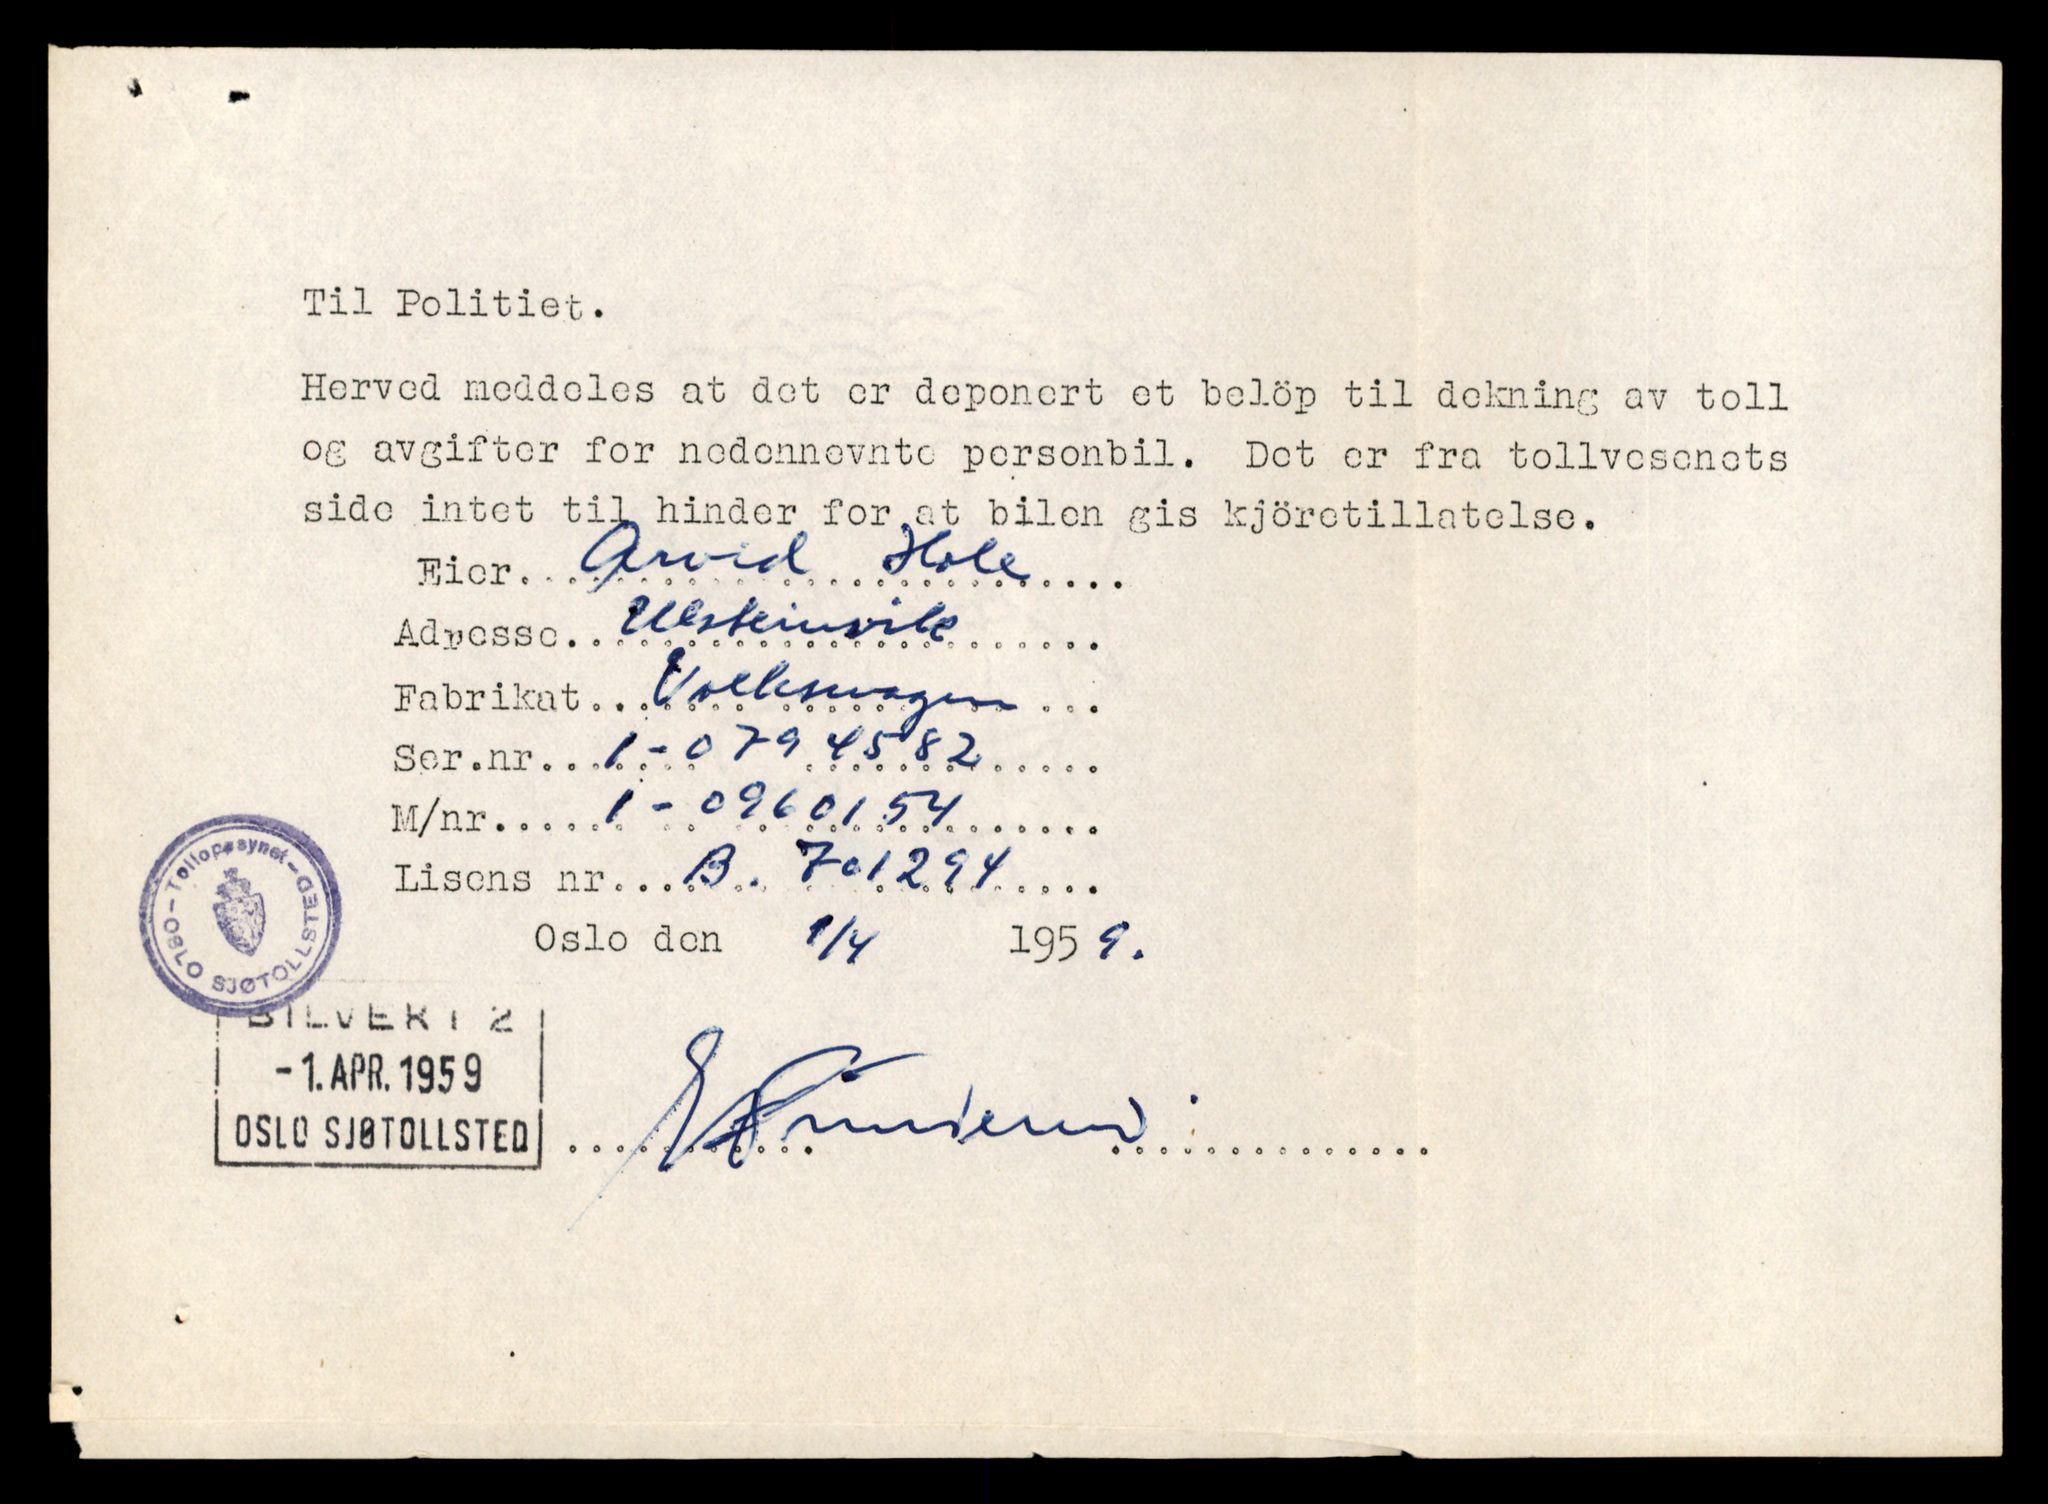 Til Politiet.
Herved meddeles at det er deponert et belöp til dekning av toll
og avgifter for nedennevnte personbil. Det er fra tollvesenets
side intet til hinder for at bilen gis kjöretillatelse.
Eier.... Arvid Hole ....
Adresse.. Ulsteinvik ....
Fabrikat.. Volkswagen ...
Ser.nr... 1-0794582 ....
M/nr.... 1-0960154 ....
Lisens nr... B. 701294 ....
Oslo den 1/4 1959.
OSLO - Tolloppsynet - OSLO SJØTOLLSTED
BILVERT 2
-1. APR. 1959
OSLO SJØTOLLSTED